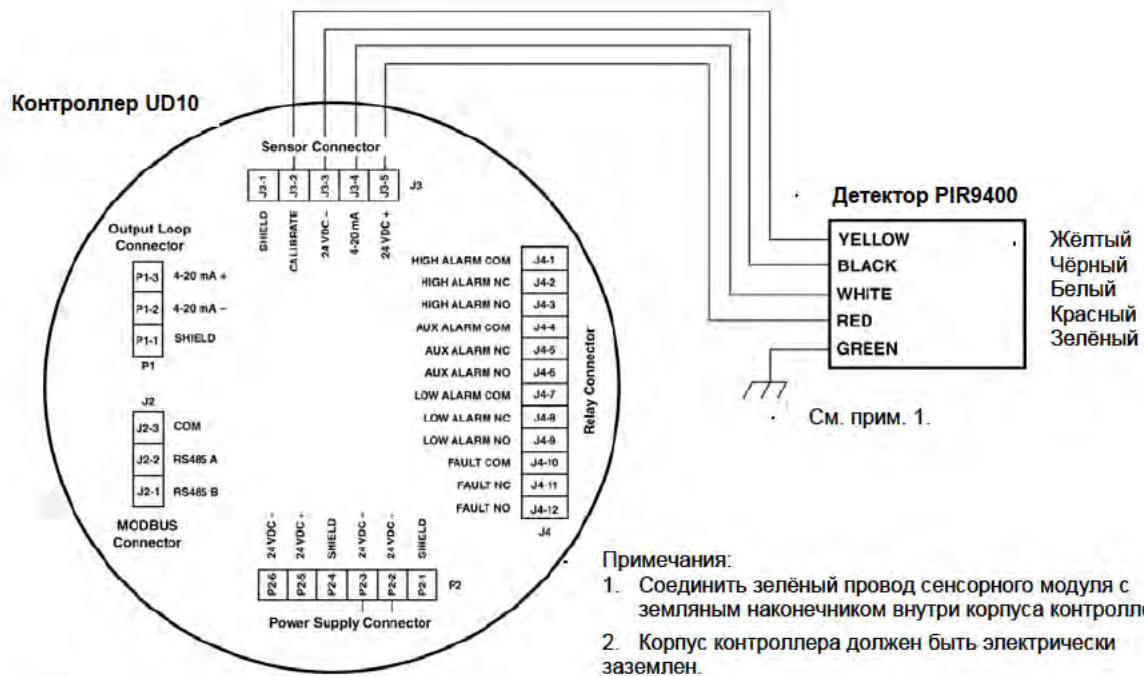 Контроллер UD10
Sensor Connector
J3-1
J3-2
J3-3
J3-4
J3-5
J3
SHIELD
CALIBRATE
24 VDC –
4-20 mA
24 VDC +
Output Loop
Connector
P1-3 4-20 mA +
P1-2 4-20 mA –
P1-1 SHIELD
P1
J2
J2-3 COM
J2-2 RS485 A
J2-1 RS485 B
MODBUS
Connector
HIGH ALARM COM J4-1
HIGH ALARM NC J4-2
HIGH ALARM NO J4-3
AUX ALARM COM J4-4
AUX ALARM NC J4-5
AUX ALARM NO J4-6
LOW ALARM COM J4-7
LOW ALARM NC J4-8
LOW ALARM NO J4-9
FAULT COM J4-10
FAULT NC J4-11
FAULT NO J4-12
J4
Relay Connector
24 VDC –
24 VDC +
SHIELD
24 VDC +
24 VDC –
SHIELD
P2-6
P2-5
P2-4
P2-3
P2-2
P2-1
P2
Power Supply Connector
Детектор PIR9400
YELLOW Жёлтый
BLACK Чёрный
WHITE Белый
RED Красный
GREEN Зелёный
См. прим. 1.
Примечания:
1. Соединить зелёный провод сенсорного модуля с
земляным наконечником внутри корпуса
2. Корпус контроллера должен быть электрически
заземлен.